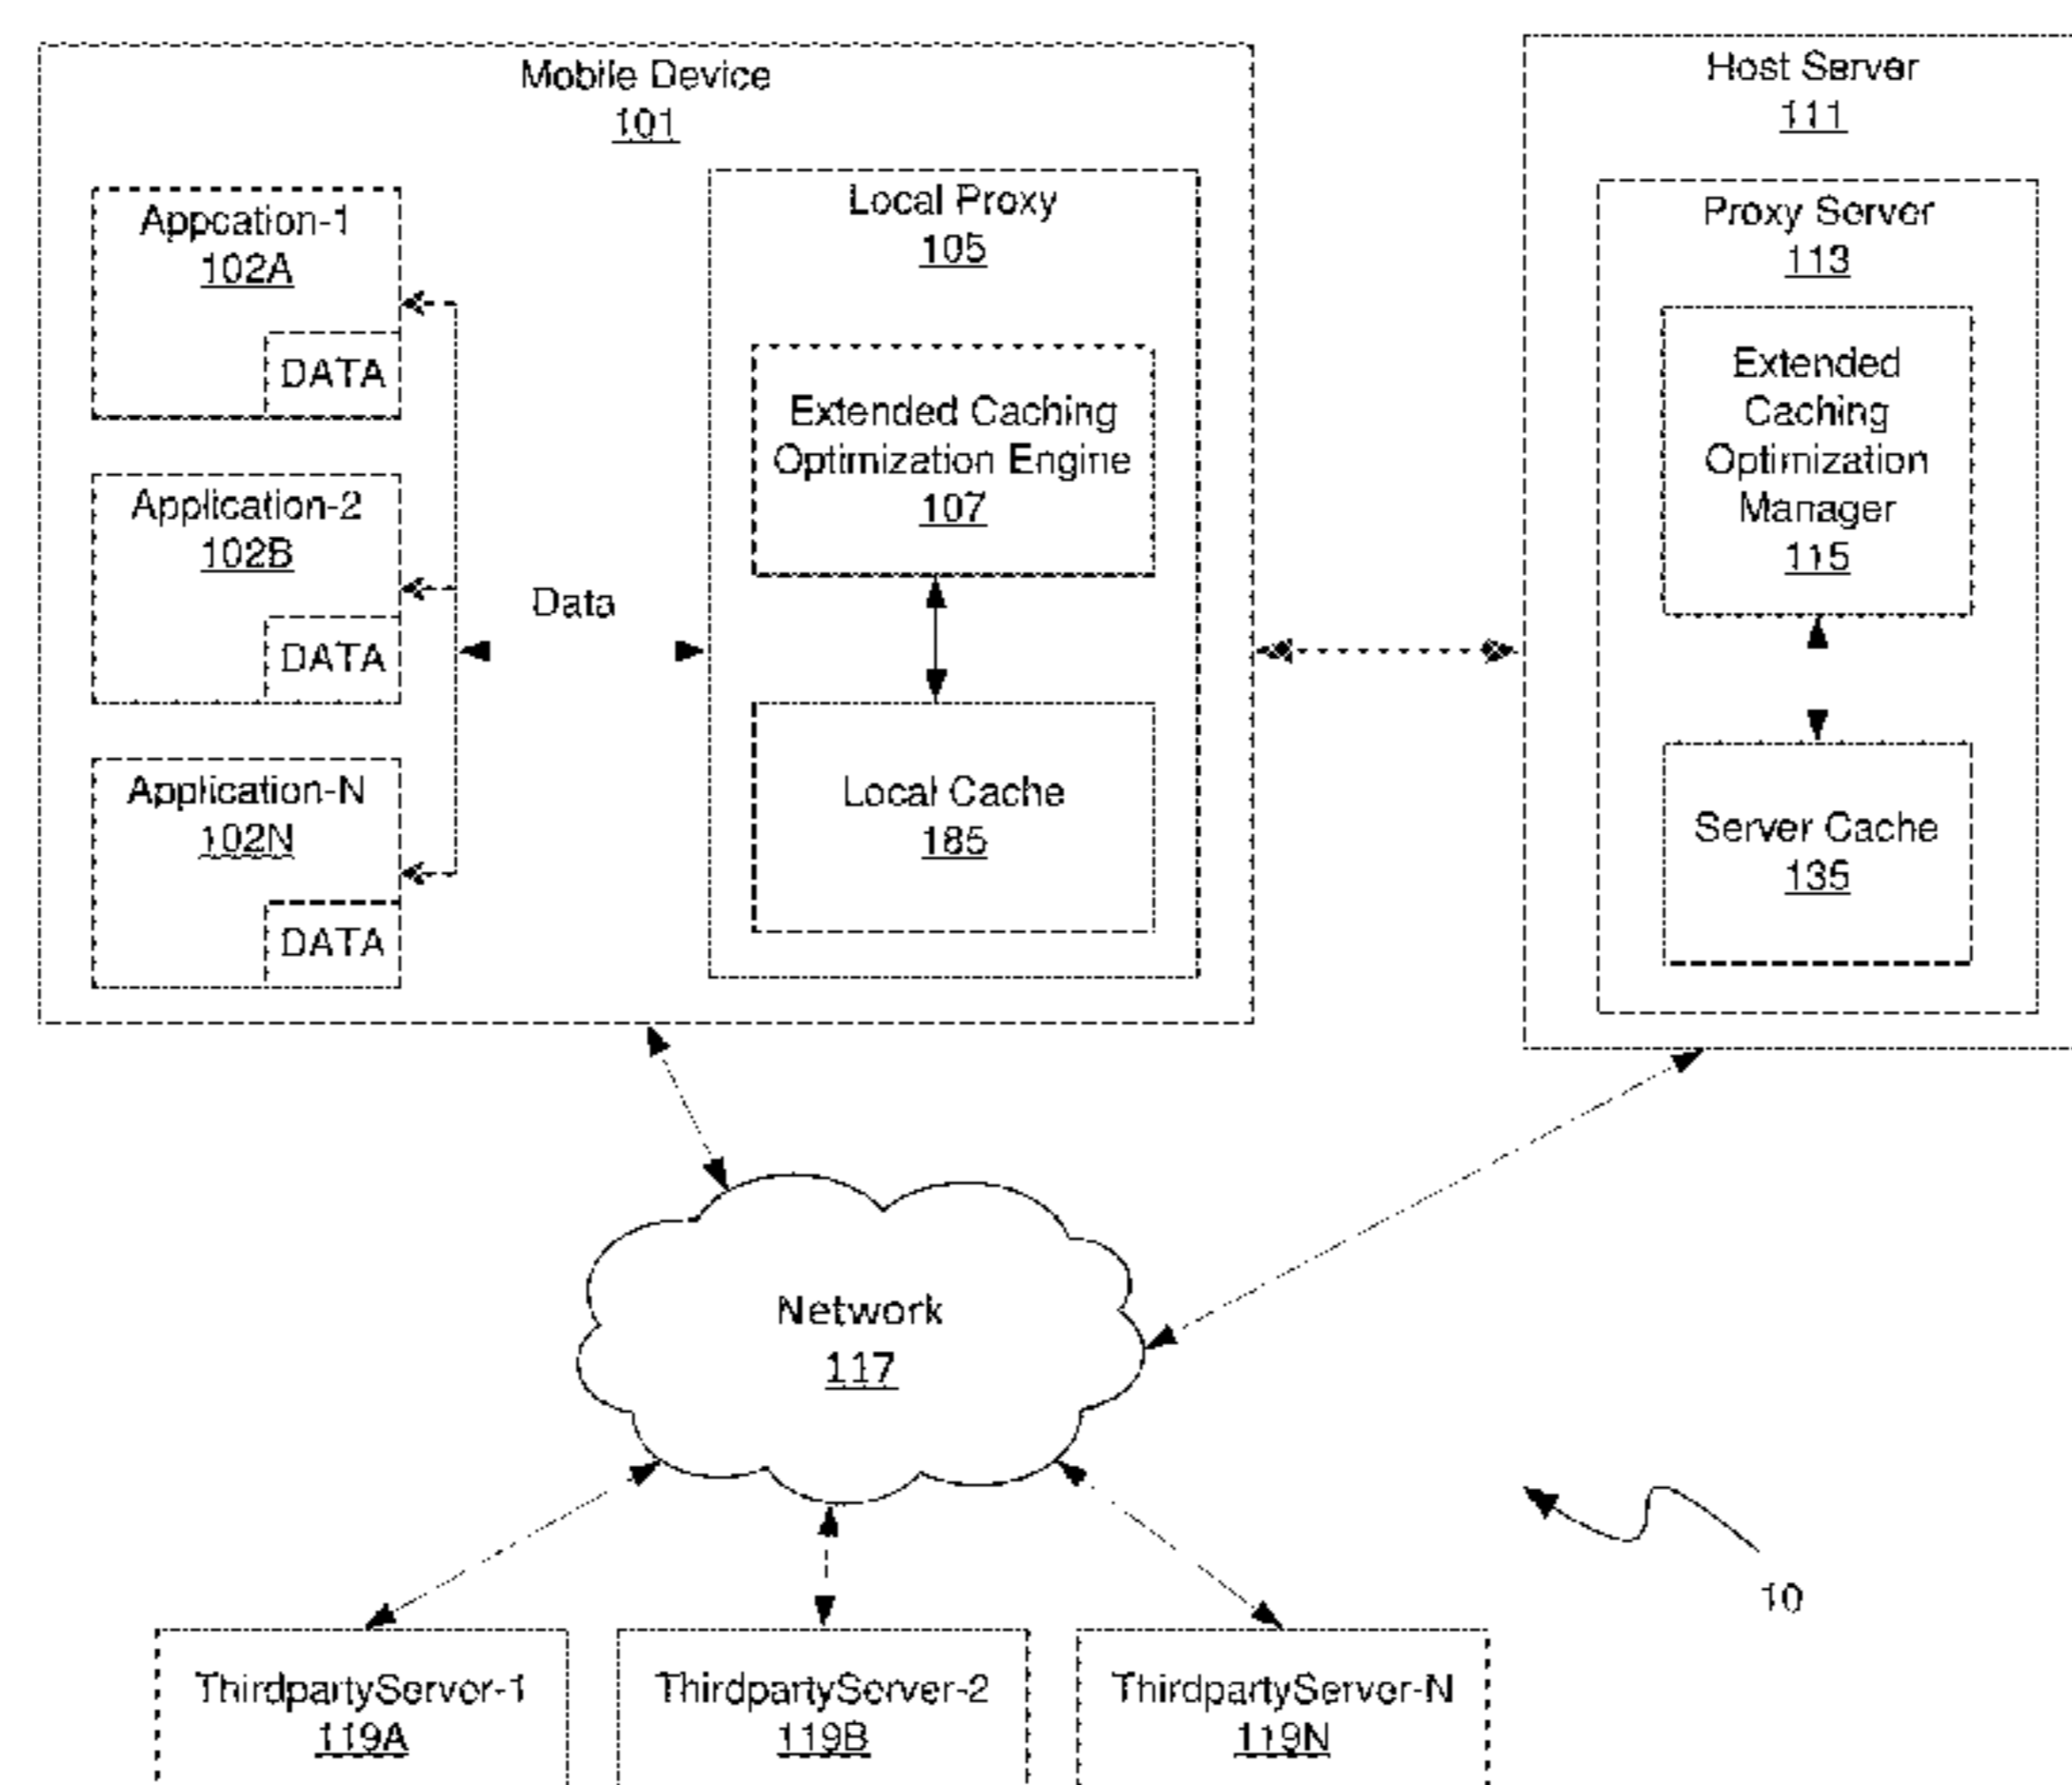 Mobile Device
101
Appcation-1
102A
DATA
Application-2
102B
DATA
Application-N
102N
DATA
Data
Local Proxy
105
Extended Caching
Optimization Engine
107
Local Cache
185
Host Server
111
Proxy Server
113
Extended
Caching
Optimization
Manager
115
Server Cache
135
Network
117
10
ThirdpartyServer-1
119A
ThirdpartyServer-2
119B
ThirdpartyServer-N
119N